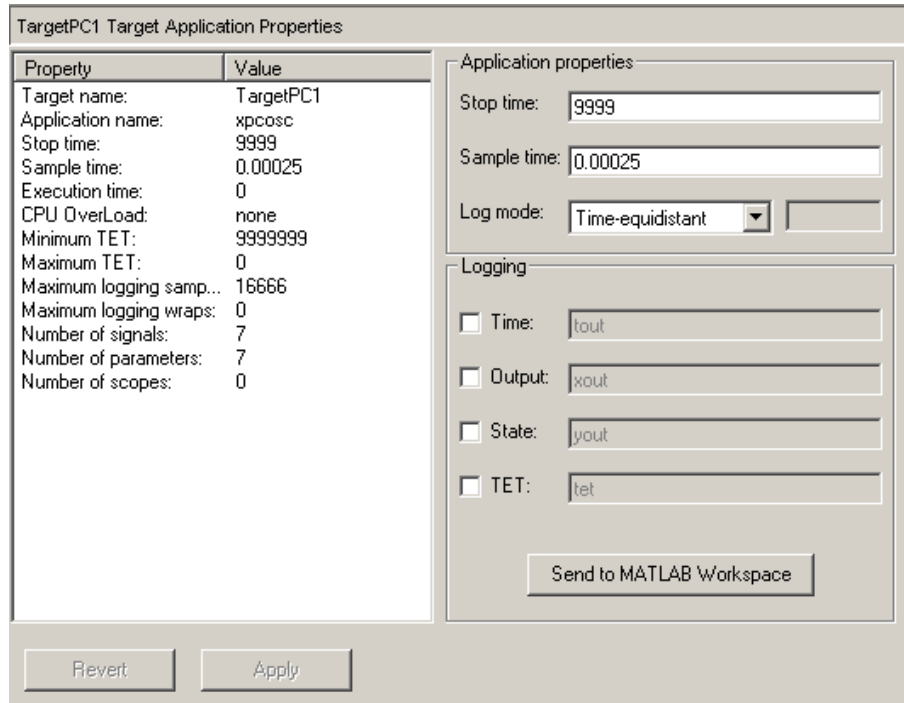 TargetPC1 Target Application Properties
Property Value
Target name: TargetPC1
Application name: xpcosc
Stop time: 9999
Sample time: 0.00025
Execution time: 0
CPU OverLoad: none
Minimum TET: 9999999
Maximum TET: 0
Maximum logging samp... 16666
Maximum logging wraps: 0
Number of signals: 7
Number of parameters: 7
Number of scopes: 0
Application properties
Stop time: 9999
Sample time: 0.00025
Log mode: Time-equidistant
Logging
Time: tout
Output: xout
State: yout
TET: tet
Send to MATLAB Workspace
Revert Apply